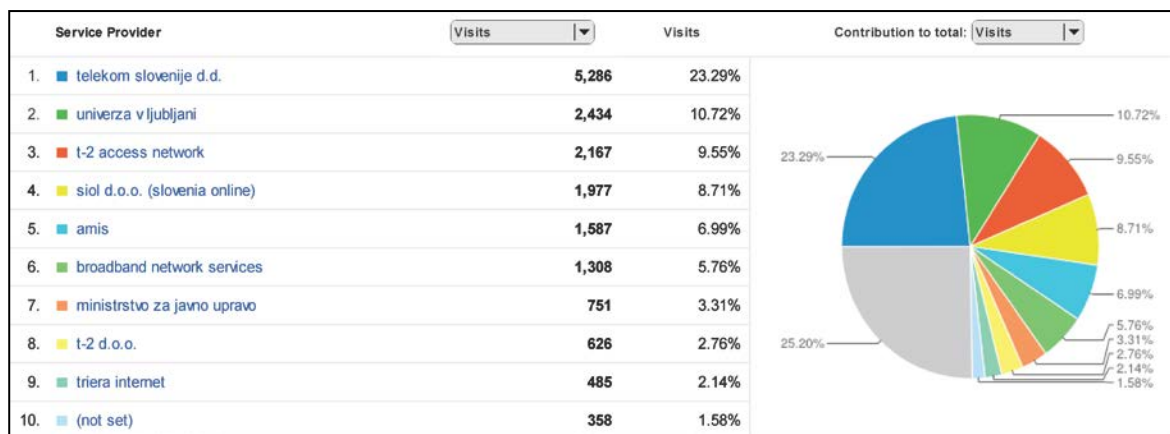 Service Provider Visits Visits Contribution to total: Visits
1. telekom slovenije d.d. 5,286 23.29%
2. univerza v ljubljani 2,434 10.72%
3. t-2 access network 2,167 9.55%
4. siol d.o.o. (slovenia online) 1,977 8.71%
5. amis 1,587 6.99%
6. broadband network services 1,308 5.76%
7. ministrstvo za javno upravo 751 3.31%
8. t-2 d.o.o. 626 2.76%
9. triera internet 485 2.14%
10. (not set) 358 1.58%
10.72%
23.29%
9.55%
8.71%
6.99%
5.76%
3.31%
25.20%
2.76%
2.14%
1.58%